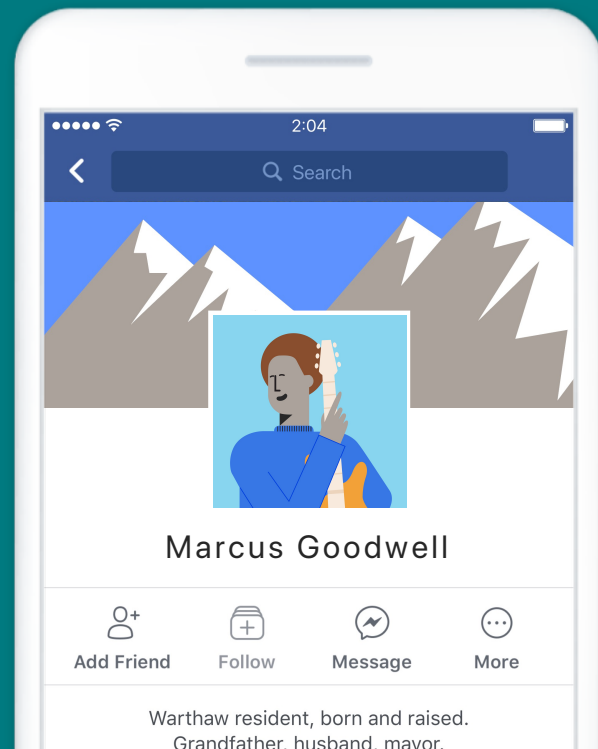 2:04
Search
Marcus Goodwell
Add Friend Follow Message More
Warthaw resident, born and raised.
Grandfather, husband, mayor.